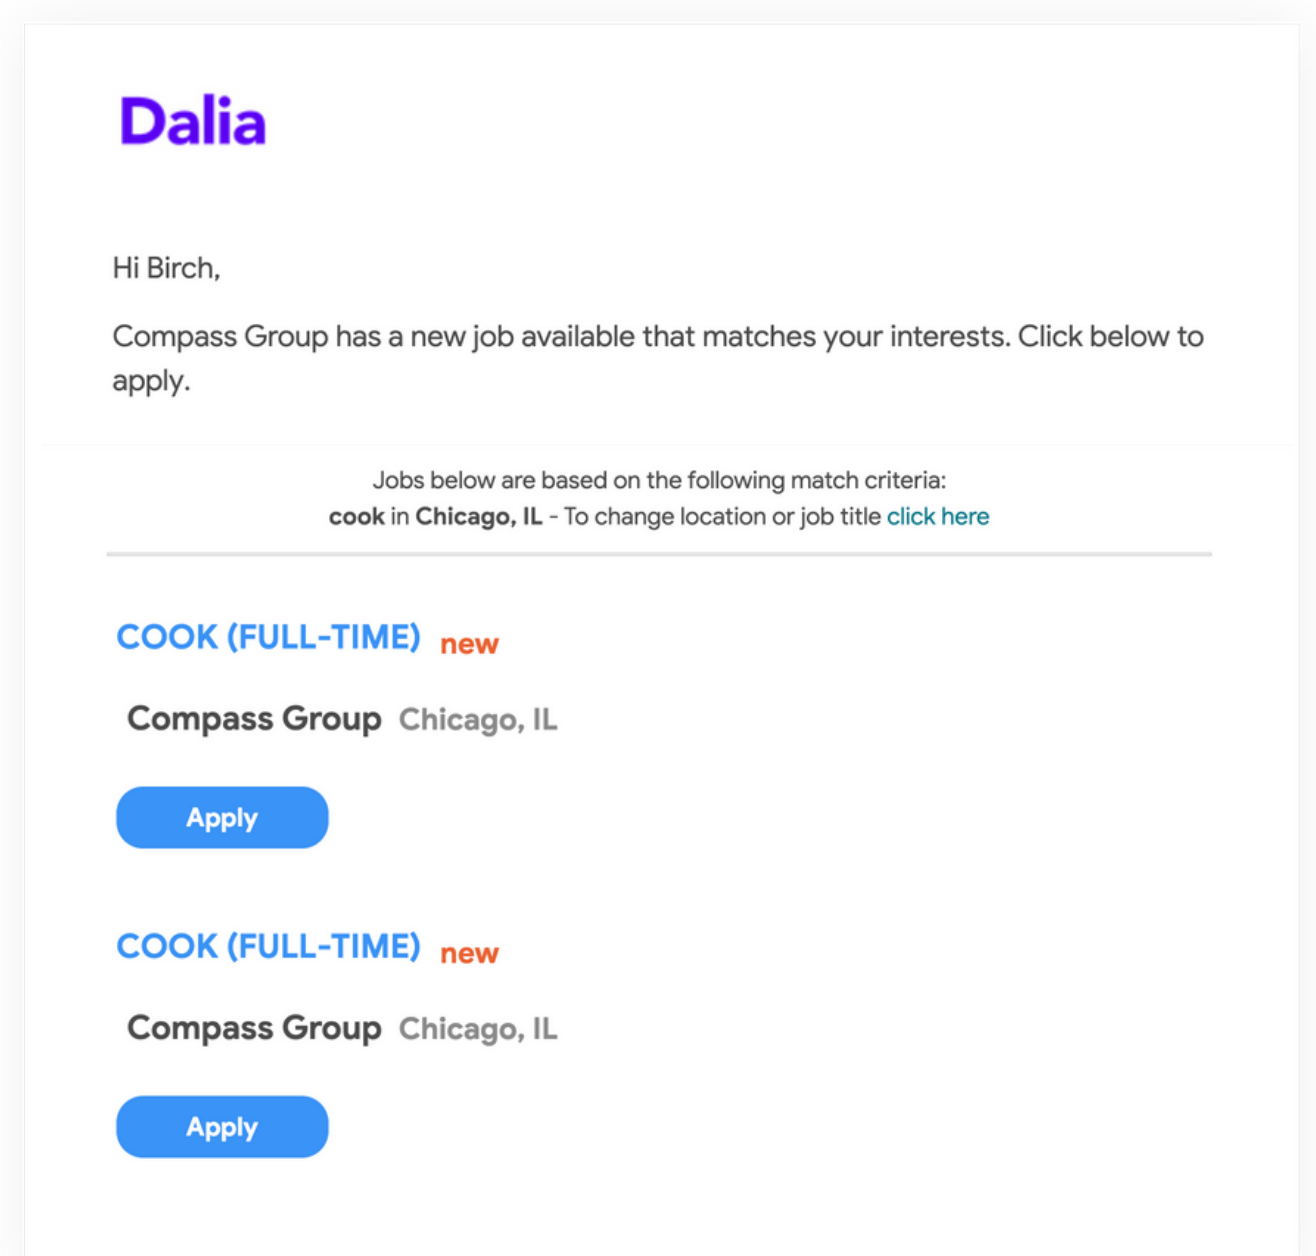 Dalia
Hi Birch,
Compass Group has a new job available that matches your interests. Click below to
apply.
Jobs below are based on the following match criteria:
cook in Chicago, IL - To change location or job title click here
COOK (FULL-TIME) new
Compass Group Chicago, IL
Apply
COOK (FULL-TIME) new
Compass Group Chicago, IL
Apply